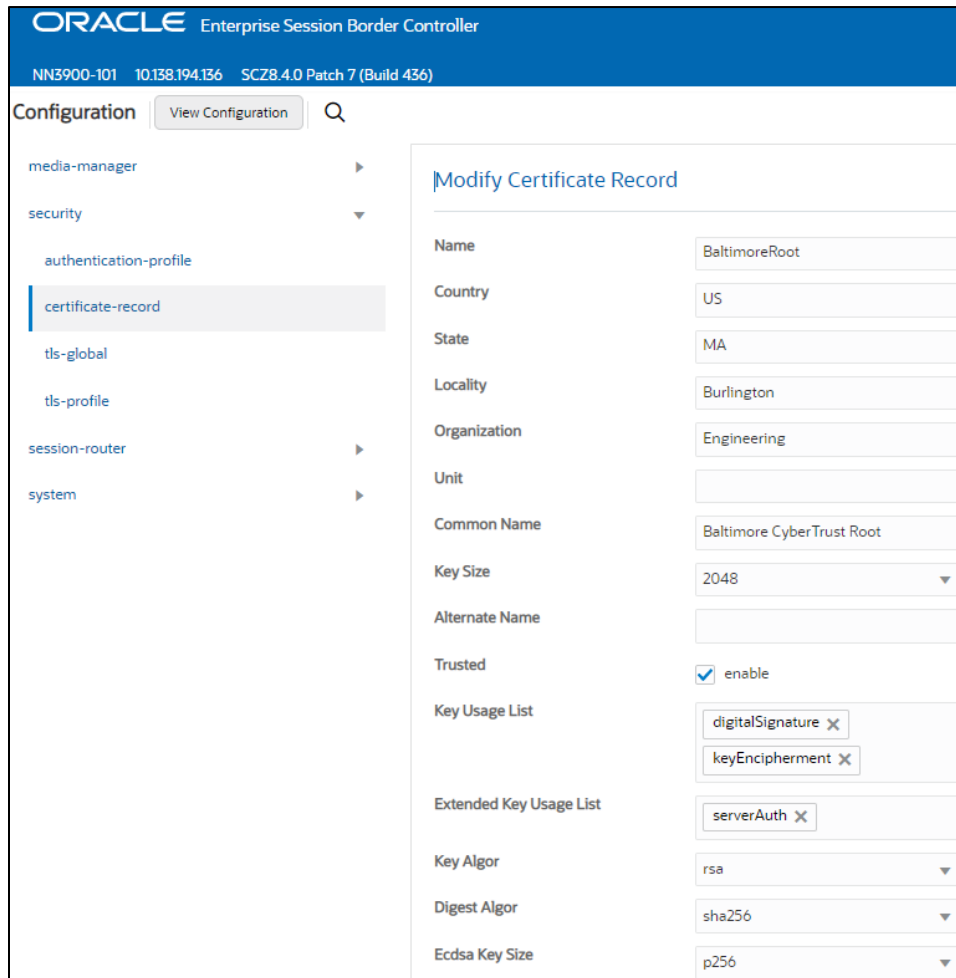 ORACLE Enterprise Session Border Controller
NN3900-101 10.138.194.136 SCZ8.4.0 Patch 7 (Build 436)
Configuration View Configuration
media-manager
security
authentication-profile
certificate-record
tls-global
tls-profile
session-router
system
Modify Certificate Record
Name BaltimoreRoot
Country US
State MA
Locality Burlington
Organization Engineering
Unit
Common Name Baltimore CyberTrust Root
Key Size 2048
Alternate Name
Trusted enable
Key Usage List digitalSignature
keyEncipherment
Extended Key Usage List serverAuth
Key Algor rsa
Digest Algor sha256
Ecdsa Key Size p256